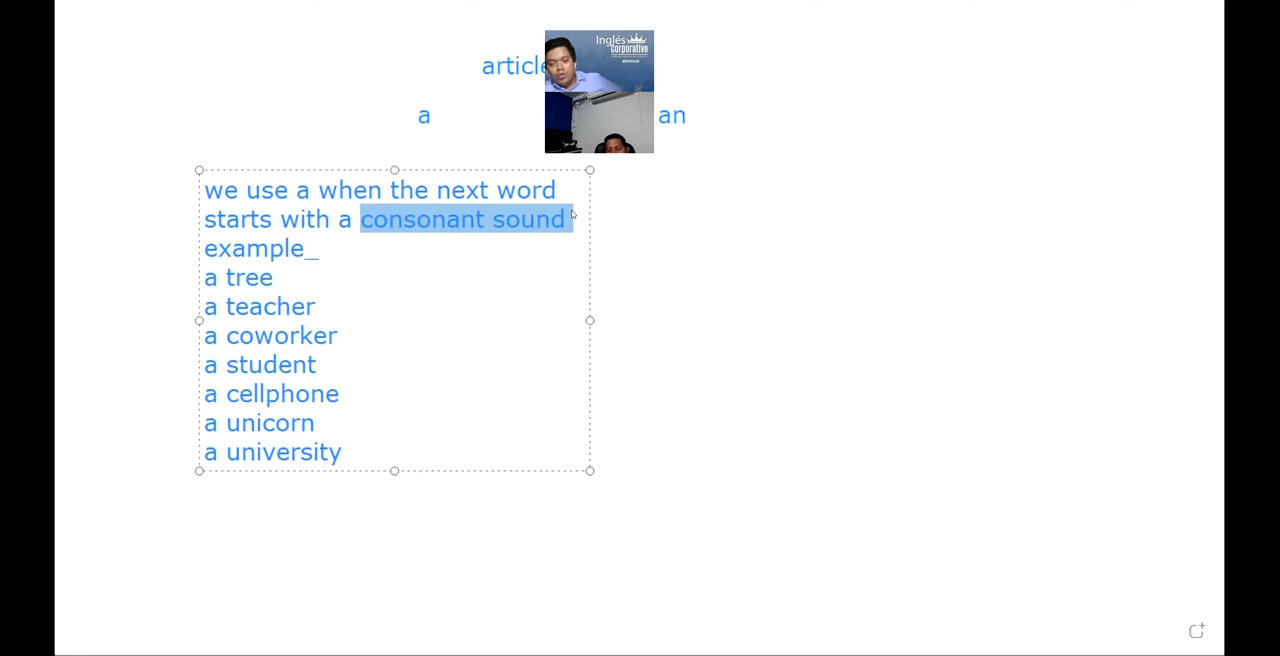 article
Inglés
Corporativo
a
an
we use a when the next word
starts with a consonant sound
example_
a tree
a teacher
a coworker
a student
a cellphone
a unicorn
a university